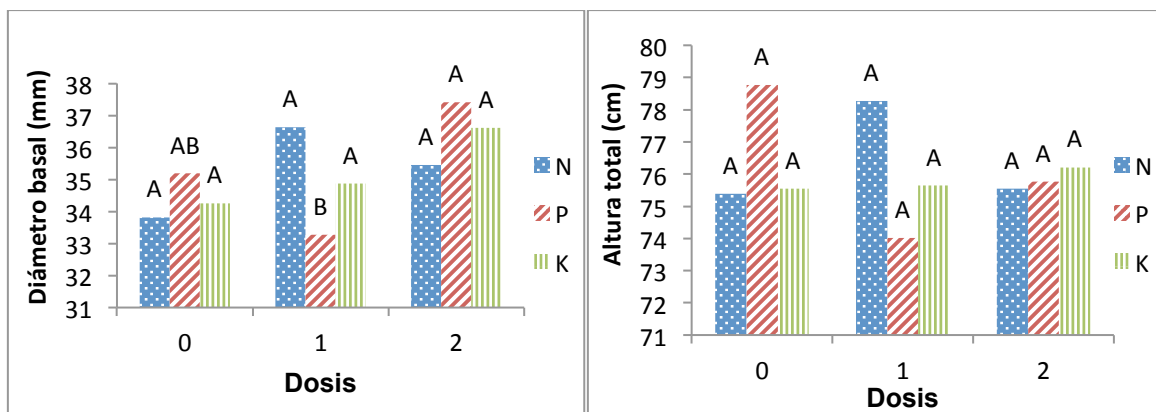 Diámetro basal (mm)
38
37
36
35
34
33
32
31
A
AB
A
A
B
A
A
A
A
0
1
2
Dosis
N
P
K
Altura total (cm)
80
79
78
77
76
75
74
73
72
71
A
A
A
A
A
A
A
A
A
0
1
2
Dosis
N
P
K